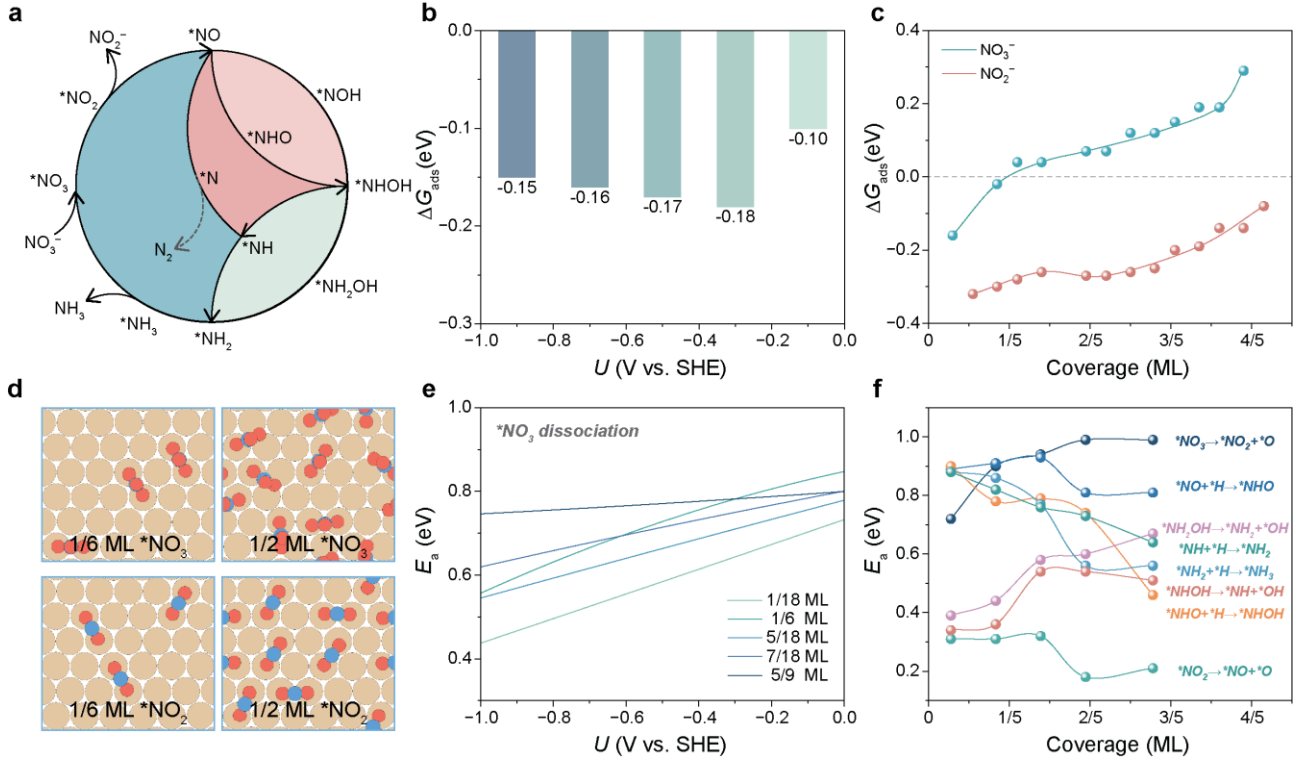 a
NO₂⁻
*NO
*NO₂
*NOH
*NHO
*N
*NO₃
*NHOH
NO₃⁻
N₂
*NH
NH₃
*NH₃
*NH₂OH
*NH₂
b
0.0
−0.1
−0.2
−0.3
ΔG_ads(eV)
-0.15
-0.16
-0.17
-0.18
-0.10
−1.0 −0.8 −0.6 −0.4 −0.2 0.0
U (V vs. SHE)
c
NO₃⁻
NO₂⁻
0.4
0.2
0.0
−0.2
−0.4
ΔG_ads(eV)
0 1/5 2/5 3/5 4/5
Coverage (ML)
d
1/6 ML *NO₃
1/2 ML *NO₃
1/6 ML *NO₂
1/2 ML *NO₂
e
*NO₃ dissociation
1.0
0.8
0.6
0.4
E_a (eV)
1/18 ML
1/6 ML
5/18 ML
7/18 ML
5/9 ML
−1.0 −0.8 −0.6 −0.4 −0.2 0.0
U (V vs. SHE)
f
1.0
0.8
0.6
0.4
0.2
E_a (eV)
*NO₃→*NO₂+*O
*NO+*H→*NHO
*NH₂OH→*NH₂+*OH
*NH+*H→*NH₂
*NH₂+*H→*NH₃
*NHOH→*NH+*OH
*NHO+*H→*NHOH
*NO₂→*NO+*O
0 1/5 2/5 3/5 4/5
Coverage (ML)